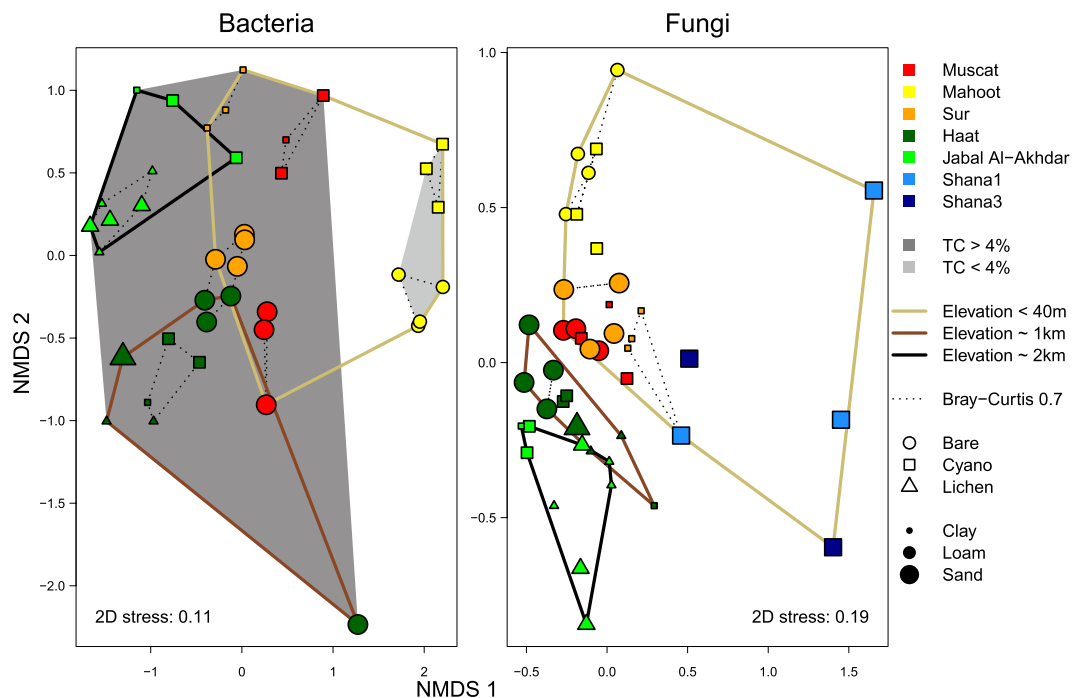 Bacteria
Fungi
NMDS 2
1.0
0.5
0.0
−0.5
−1.0
−1.5
−2.0
2D stress: 0.11
−1
0
1
2
1.0
0.5
0.0
−0.5
2D stress: 0.19
−0.5
0.0
0.5
1.0
1.5
NMDS 1
Muscat
Mahoot
Sur
Haat
Jabal Al−Akhdar
Shana1
Shana3
TC > 4%
TC < 4%
Elevation < 40m
Elevation ~ 1km
Elevation ~ 2km
Bray−Curtis 0.7
Bare
Cyano
Lichen
Clay
Loam
Sand